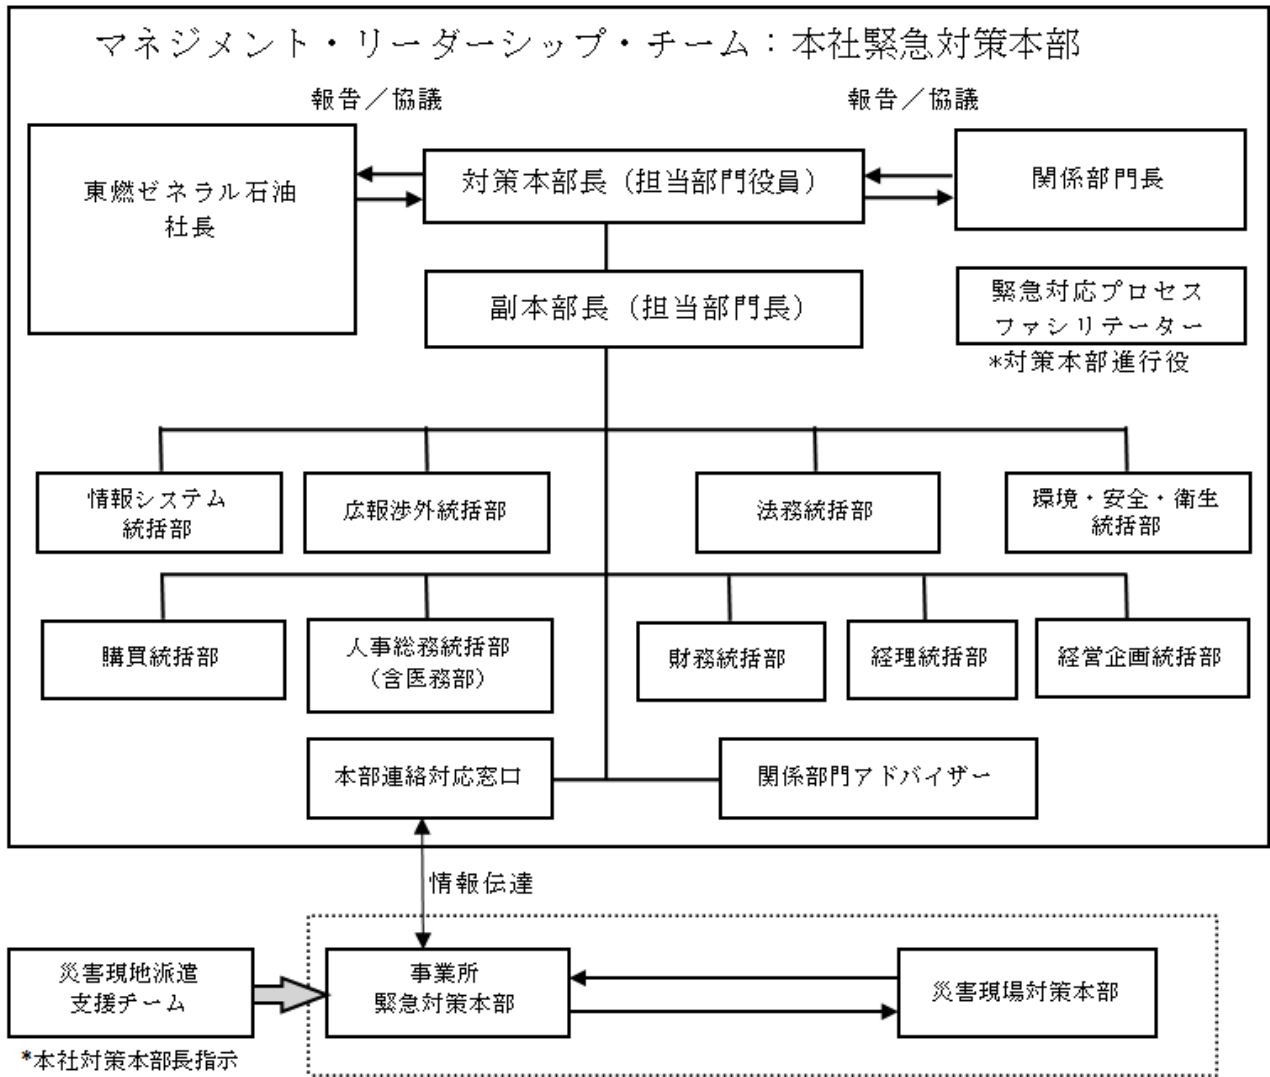 マネジメント・リーダーシップ・チーム：本社緊急対策本部
報告／協議
報告／協議
東燃ゼネラル石油
社長
対策本部長（担当部門役員）
関係部門長
副本部長（担当部門長）
緊急対応プロセス
ファシリテーター
*対策本部進行役
情報システム
統括部
広報渉外統括部
法務統括部
環境・安全・衛生
統括部
購買統括部
人事総務統括部
（含医務部）
財務統括部
経理統括部
経営企画統括部
本部連絡対応窓口
関係部門アドバイザー
情報伝達
災害現地派遣
支援チーム
事業所
緊急対策本部
災害現場対策本部
*本社対策本部長指示